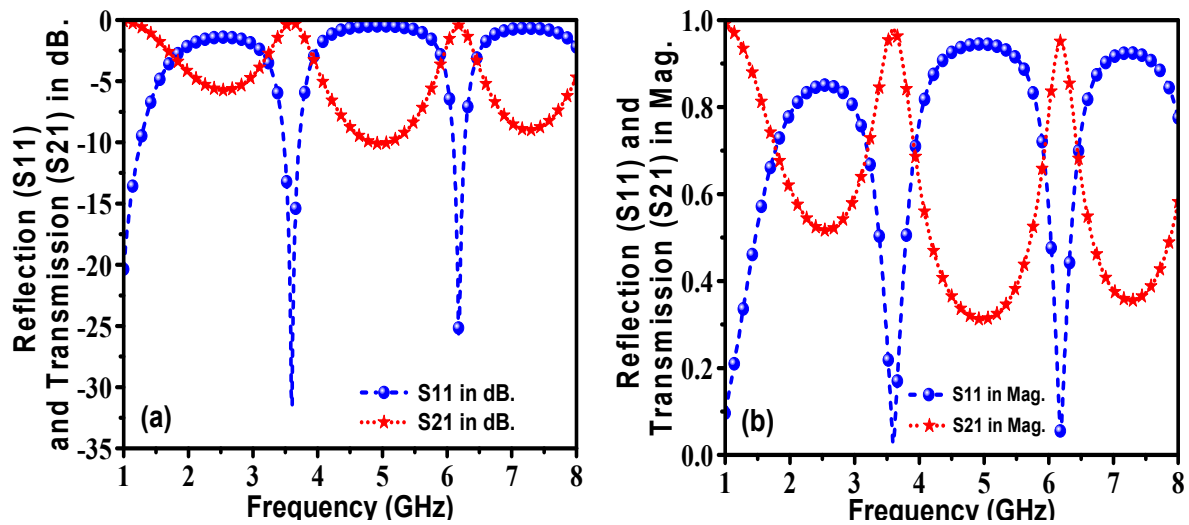 Reflection (S11)
and Transmission (S21) in dB.
0
-5
-10
-15
-20
-25
-30
-35
(a)
S11 in dB.
S21 in dB.
1 2 3 4 5 6 7 8
Frequency (GHz)
Reflection (S11) and
Transmission (S21) in Mag.
1.0
0.8
0.6
0.4
0.2
0.0
(b)
S11 in Mag.
S21 in Mag.
1 2 3 4 5 6 7 8
Frequency (GHz)